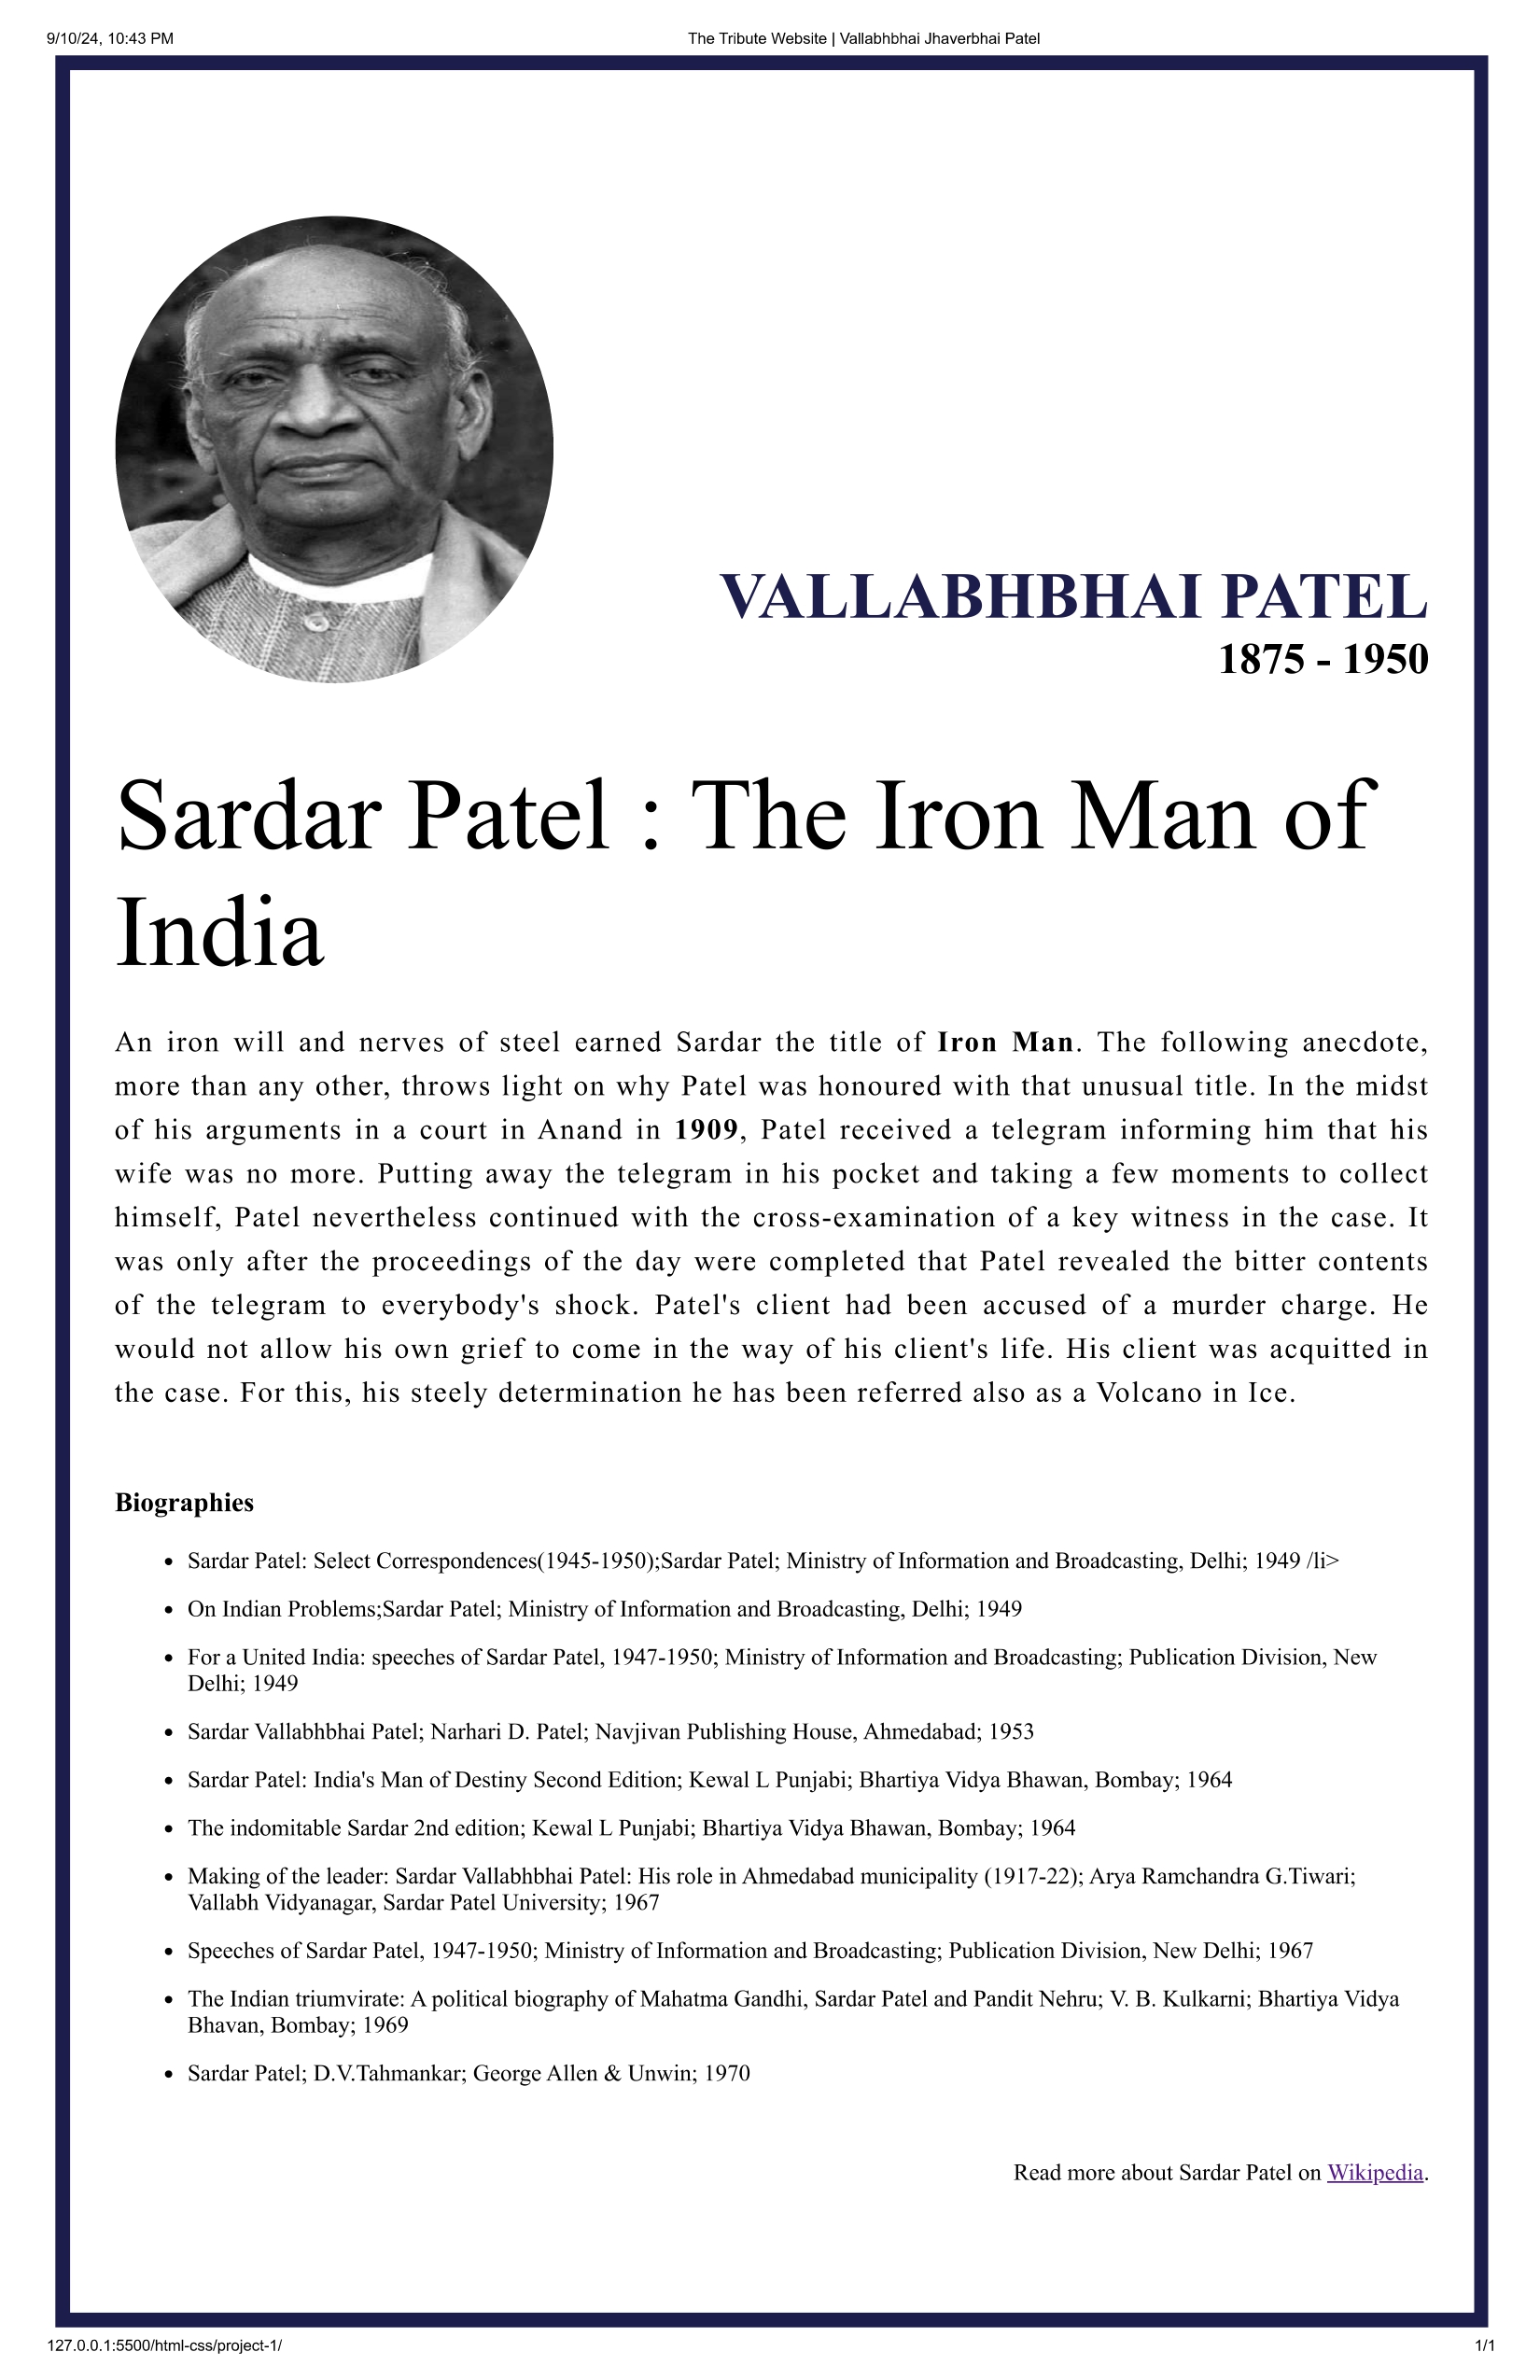 9/10/24, 10:43 PM
The Tribute Website | Vallabhbhai Jhaverbhai Patel
VALLABHBHAI PATEL
1875 - 1950
Sardar Patel : The Iron Man of
India
An iron will and nerves of steel earned Sardar the title of Iron Man. The following anecdote,
more than any other, throws light on why Patel was honoured with that unusual title. In the midst
of his arguments in a court in Anand in 1909, Patel received a telegram informing him that his
wife was no more. Putting away the telegram in his pocket and taking a few moments to collect
himself, Patel nevertheless continued with the cross-examination of a key witness in the case. It
was only after the proceedings of the day were completed that Patel revealed the bitter contents
of the telegram to everybody's shock. Patel's client had been accused of a murder charge. He
would not allow his own grief to come in the way of his client's life. His client was acquitted in
the case. For this, his steely determination he has been referred also as a Volcano in Ice.
Biographies
• Sardar Patel: Select Correspondences(1945-1950);Sardar Patel; Ministry of Information and Broadcasting, Delhi; 1949 /li>
• On Indian Problems;Sardar Patel; Ministry of Information and Broadcasting, Delhi; 1949
• For a United India: speeches of Sardar Patel, 1947-1950; Ministry of Information and Broadcasting; Publication Division, New
Delhi; 1949
• Sardar Vallabhbhai Patel; Narhari D. Patel; Navjivan Publishing House, Ahmedabad; 1953
• Sardar Patel: India's Man of Destiny Second Edition; Kewal L Punjabi; Bhartiya Vidya Bhawan, Bombay; 1964
• The indomitable Sardar 2nd edition; Kewal L Punjabi; Bhartiya Vidya Bhawan, Bombay; 1964
• Making of the leader: Sardar Vallabhbhai Patel: His role in Ahmedabad municipality (1917-22); Arya Ramchandra G.Tiwari;
Vallabh Vidyanagar, Sardar Patel University; 1967
• Speeches of Sardar Patel, 1947-1950; Ministry of Information and Broadcasting; Publication Division, New Delhi; 1967
• The Indian triumvirate: A political biography of Mahatma Gandhi, Sardar Patel and Pandit Nehru; V. B. Kulkarni; Bhartiya Vidya
Bhavan, Bombay; 1969
• Sardar Patel; D.V.Tahmankar; George Allen & Unwin; 1970
Read more about Sardar Patel on Wikipedia.
127.0.0.1:5500/html-css/project-1/
1/1